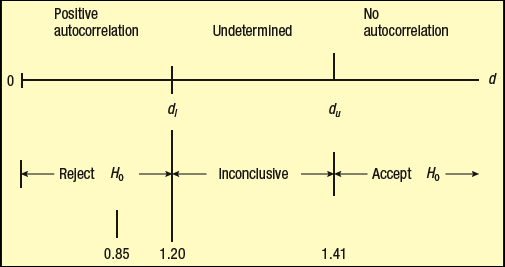 Positive
autocorrelation
Undetermined
No
autocorrelation
0
d
dl
du
Reject H0
Inconclusive
Accept H0
0.85
1.20
1.41